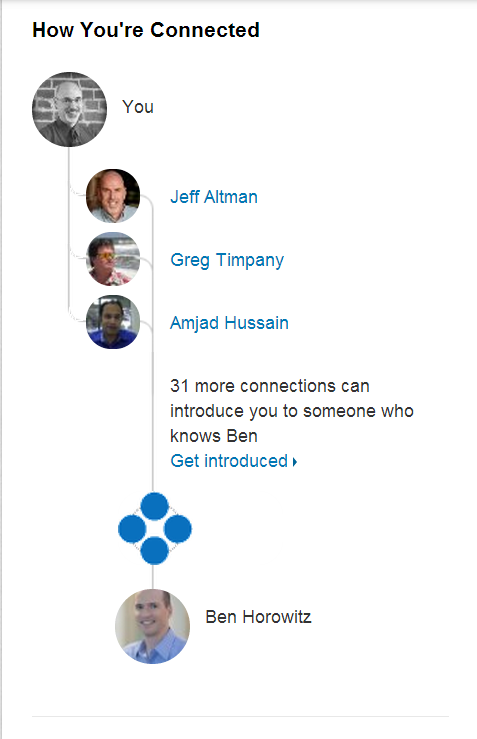 How You're Connected
You
Jeff Altman
Greg Timpany
Amjad Hussain
31 more connections can
introduce you to someone who
knows Ben
Get introduced
Ben Horowitz